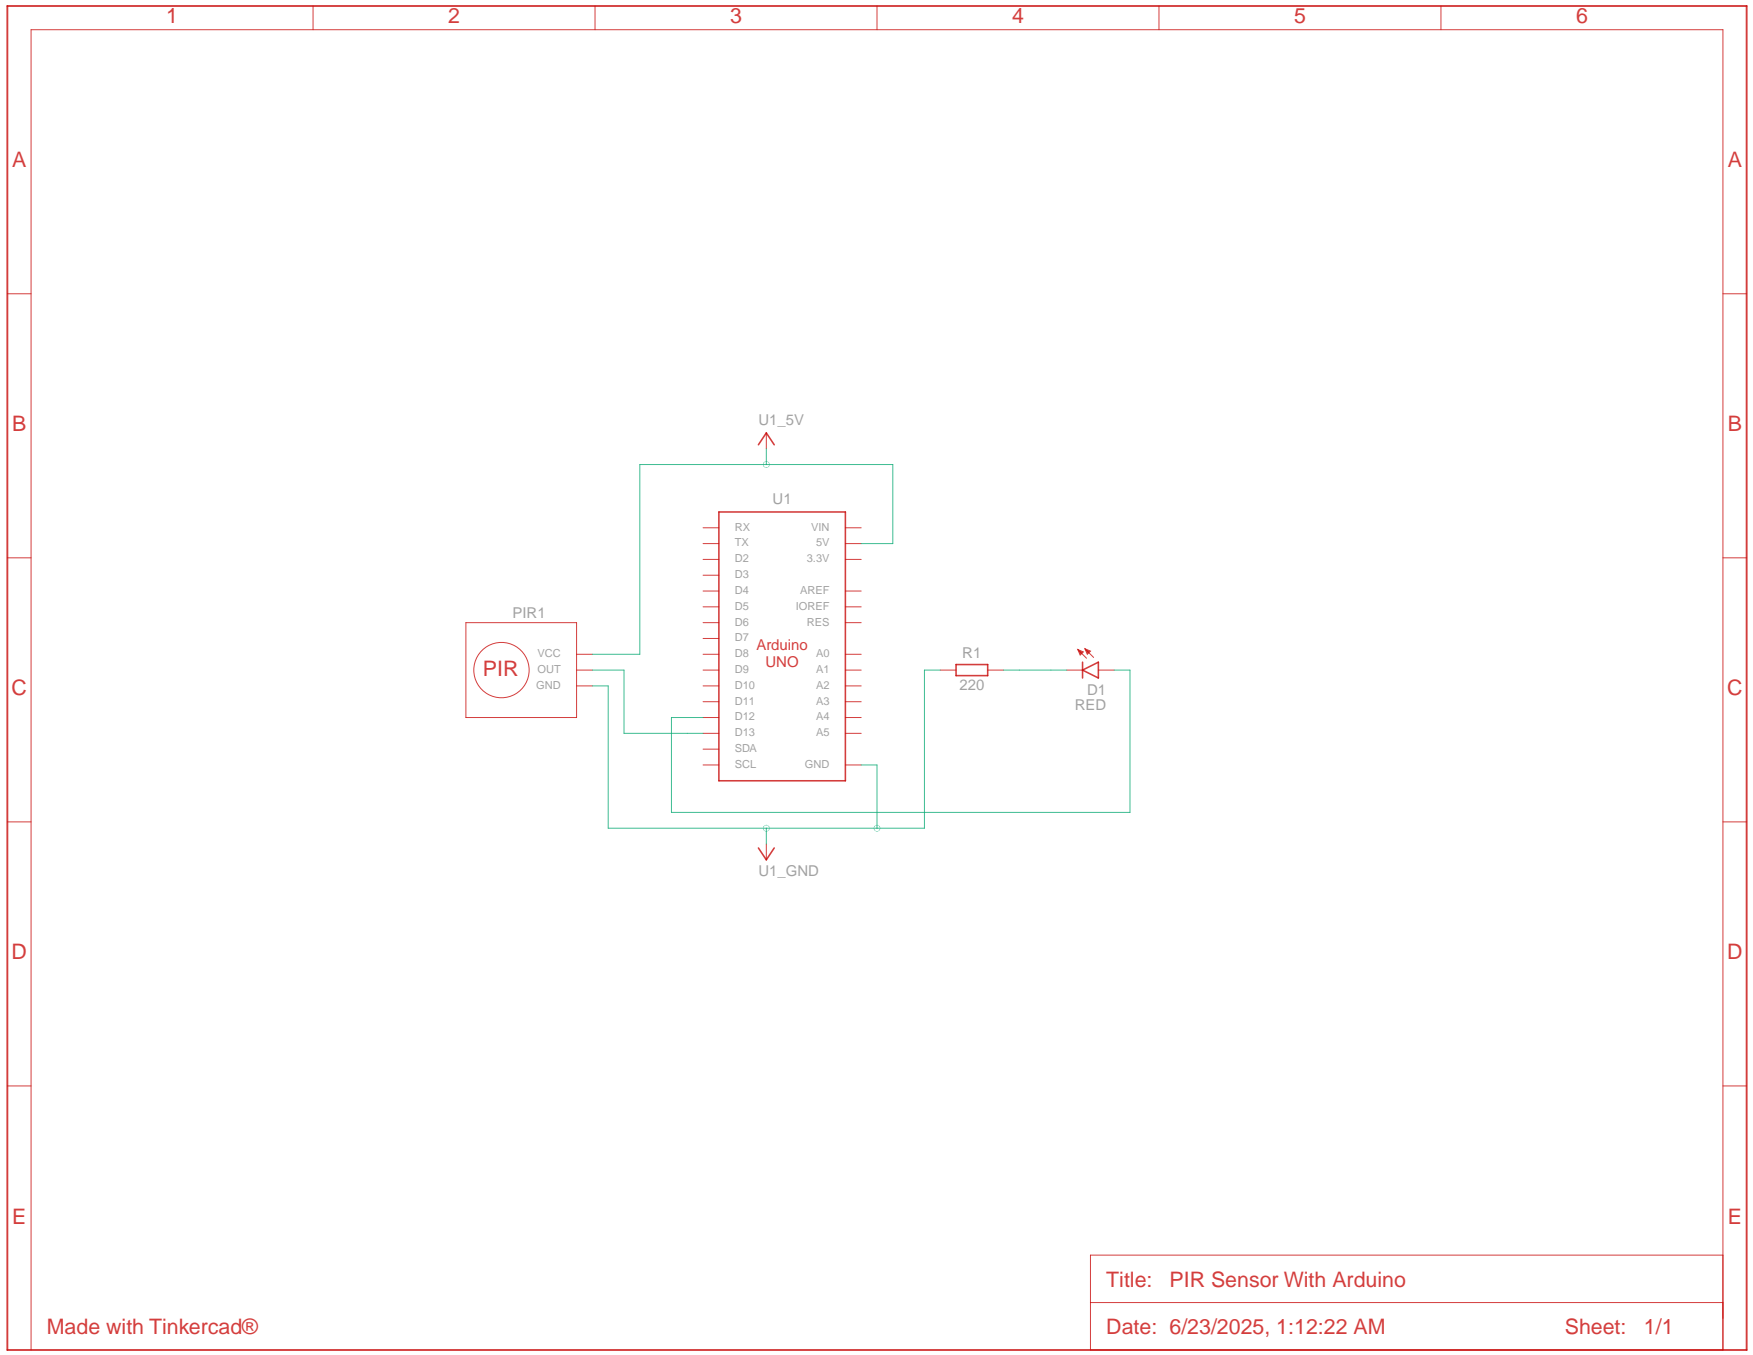 1 2 3 4 5 6
A A
B B
U1_5V
U1
RX VIN
TX 5V
D2 3.3V
D3
D4 AREF
D5 IOREF
D6 RES
D7
Arduino
UNO
D8 A0
D9 A1
D10 A2
D11 A3
D12 A4
D13 A5
SDA
SCL GND
PIR1
PIR
VCC
OUT
GND
R1
220
D1
RED
C C
U1_GND
D D
E E
Title: PIR Sensor With Arduino
Made with Tinkercad®
Date: 6/23/2025, 1:12:22 AM Sheet: 1/1